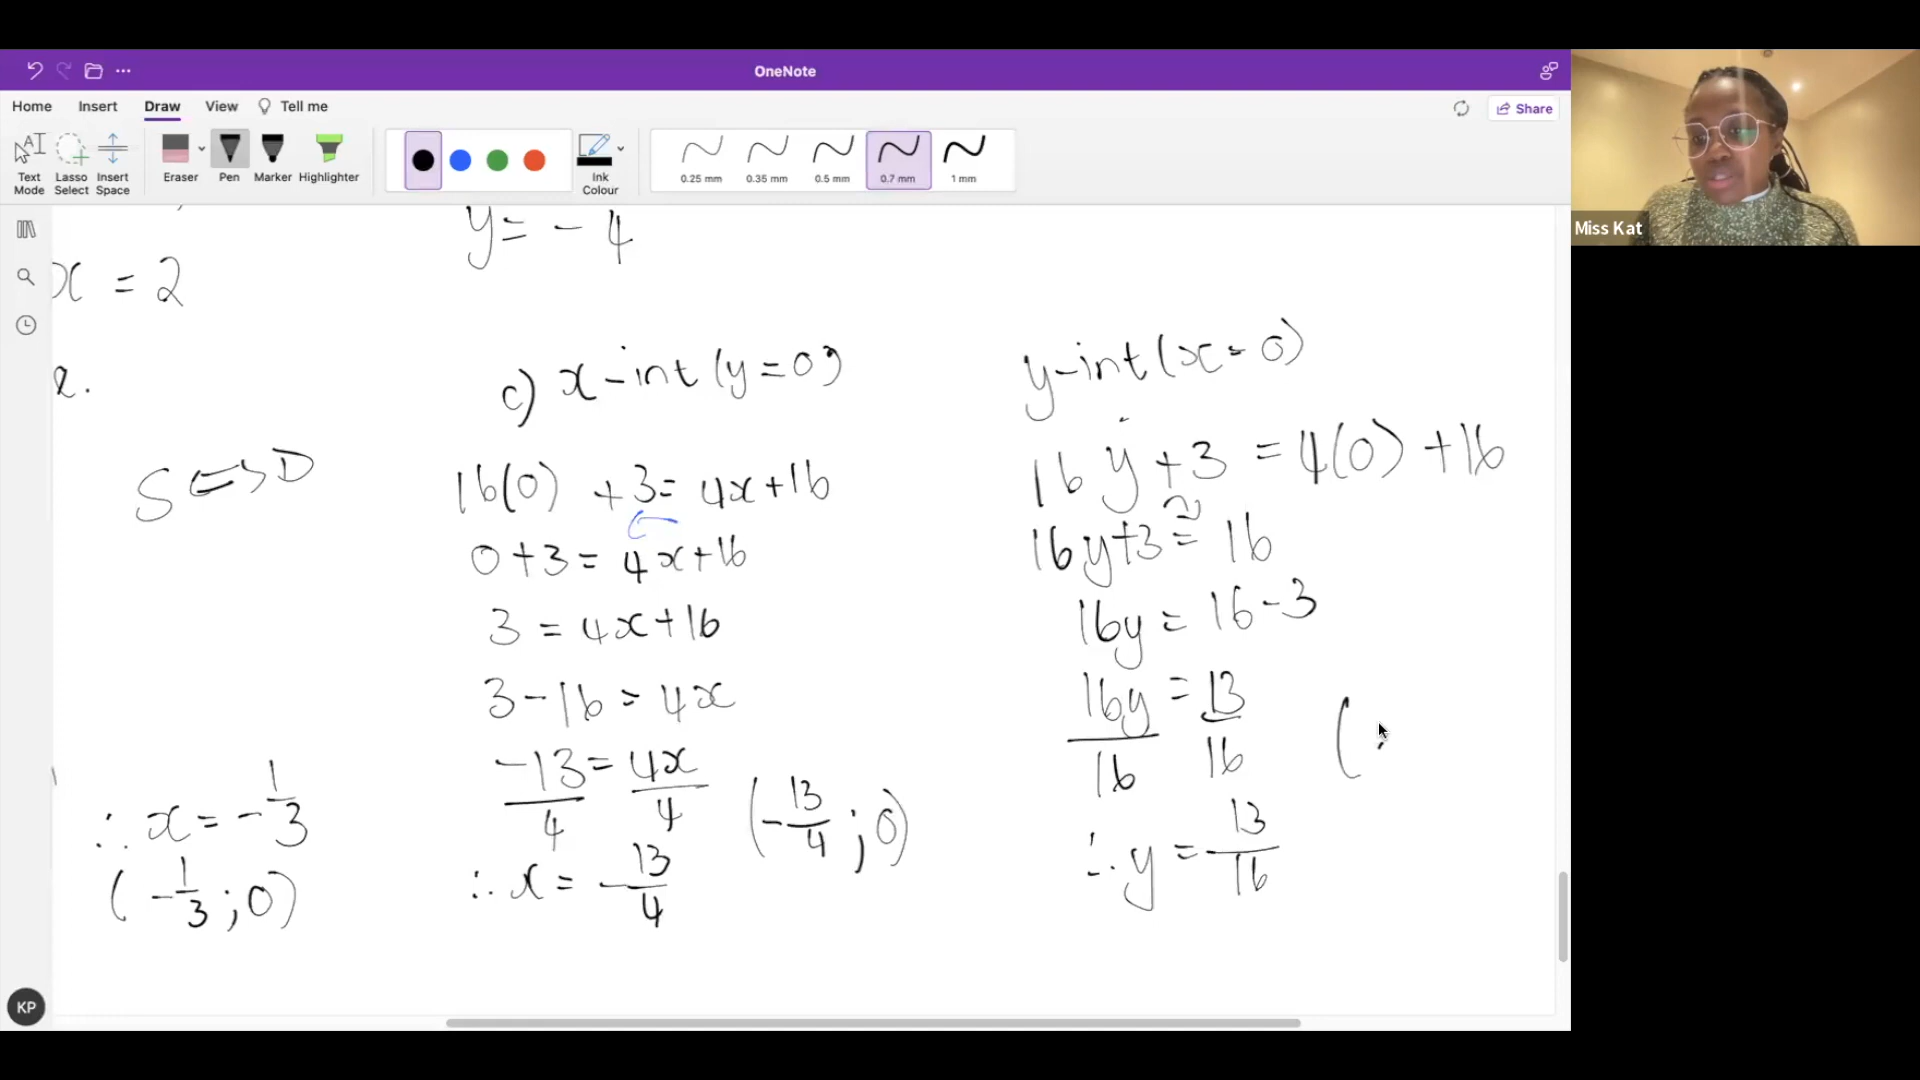 OneNote
Home Insert Draw View Tell me
Share
Text Mode
Lasso Select
Insert Space
Eraser
Pen
Marker
Highlighter
Ink Colour
0.25 mm
0.35 mm
0.5 mm
0.7 mm
1 mm
Miss Kat
y = - 4
x = 2
2.
S ⟷ D
∴ x = -1/3
(-1/3 ; 0)
c) x-int (y = 0)
16(0) + 3 = 4x + 16
0 + 3 = 4x + 16
3 = 4x + 16
3 - 16 = 4x
-13/4 = 4x/4
(-13/4 ; 0)
∴ x = -13/4
y-int (x = 0)
16y + 3 = 4(0) + 16
16y + 3 = 16
16y = 16 - 3
16y/16 = 13/16
( ;
∴ y = 13/16
KP